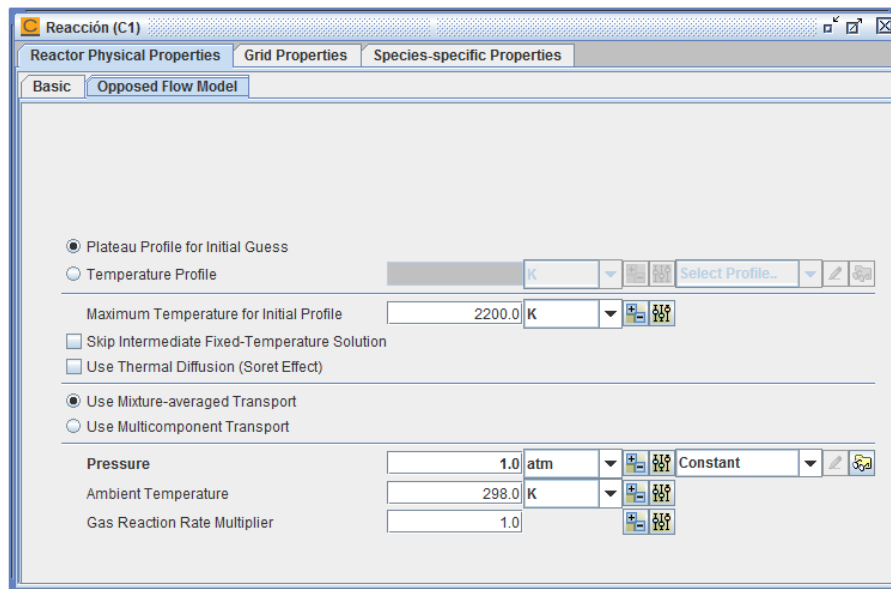 Reacción (C1)
Reactor Physical Properties Grid Properties Species-specific Properties
Basic Opposed Flow Model
Plateau Profile for Initial Guess
Temperature Profile K Select Profile..
Maximum Temperature for Initial Profile 2200.0 K
Skip Intermediate Fixed-Temperature Solution
Use Thermal Diffusion (Soret Effect)
Use Mixture-averaged Transport
Use Multicomponent Transport
Pressure 1.0 atm Constant
Ambient Temperature 298.0 K
Gas Reaction Rate Multiplier 1.0